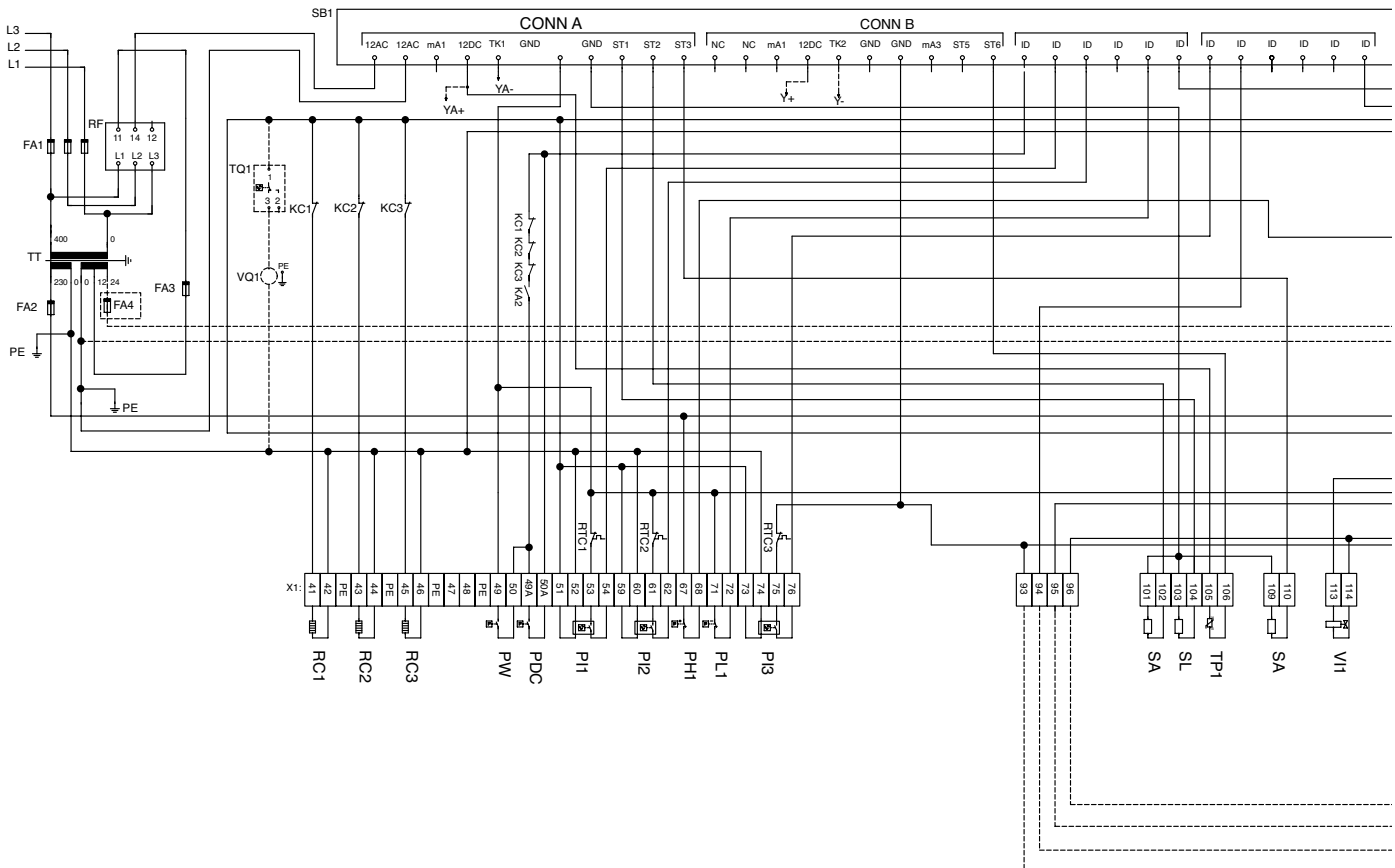 SB1
CONN A
CONN B
L3
L2
L1
12AC 12AC mA1 12DC TK1 GND GND ST1 ST2 ST3 NC NC mA1 12DC TK2 GND GND mA3 ST5 ST6 ID ID ID ID ID ID ID ID ID ID ID ID
YA+
YA-
Y+
Y-
RF
11 14 12
L1 L2 L3
FA1
TQ1
1
3 2
KC1
KC2
KC3
KC1 KC2 KC3 KA2
400
0
TT
230 0 0 12 24
VQ1
PE
FA2
FA4
FA3
PE
PE
RTC1
RTC2
RTC3
X1:
41 42 PE 43 44 PE 45 46 PE 47 48 PE 49 50 49A 50A 51 52 53 54 59 60 61 62 67 68 71 72 73 74 75 76
93 94 95 96
101 102 103 104 105 106
109 110
113 114
RC1
RC2
RC3
PW
PDC
PI1
PI2
PH1
PL1
PI3
SA
SL
TP1
SA
VI1